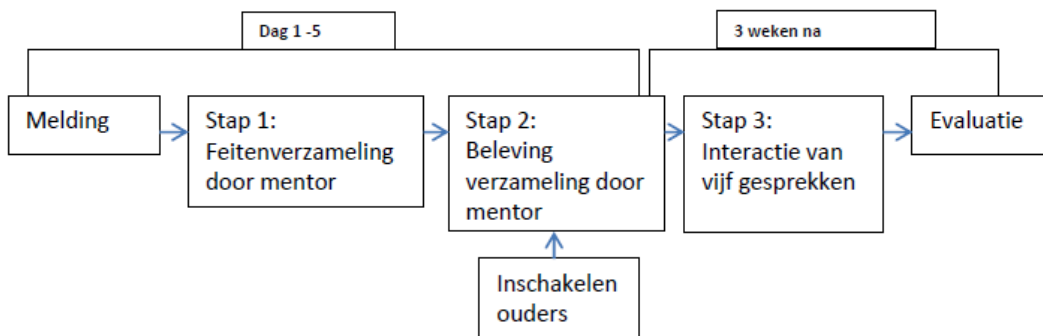 Dag 1 -5
3 weken na
Melding
Stap 1:
Feitenverzameling
door mentor
Stap 2:
Beleving
verzameling door
mentor
Stap 3:
Interactie van
vijf gesprekken
Evaluatie
Inschakelen
ouders